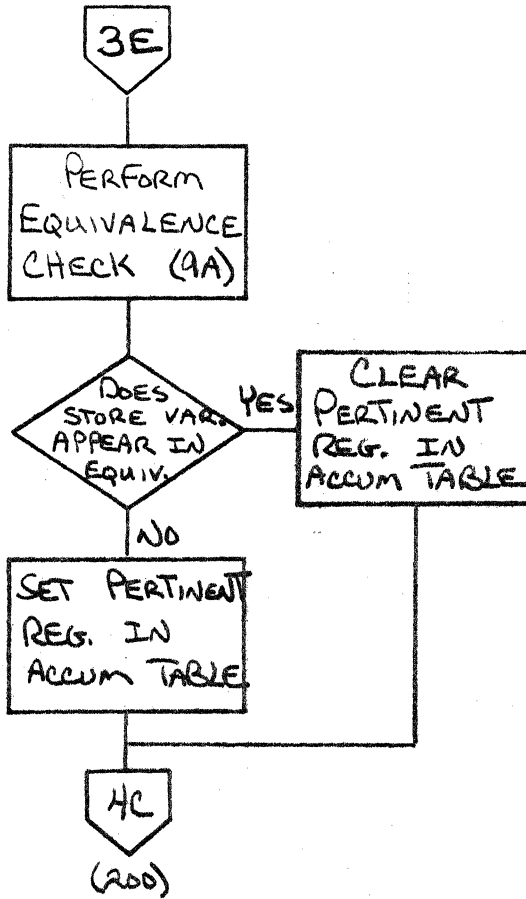 3E
PERFORM
EQUIVALENCE
CHECK (9A)
DOES
STORE VAR.
APPEAR IN
EQUIV.
YES
CLEAR
PERTINENT
REG. IN
ACCUM TABLE
NO
SET PERTINENT
REG. IN
ACCUM TABLE
4C
(200)